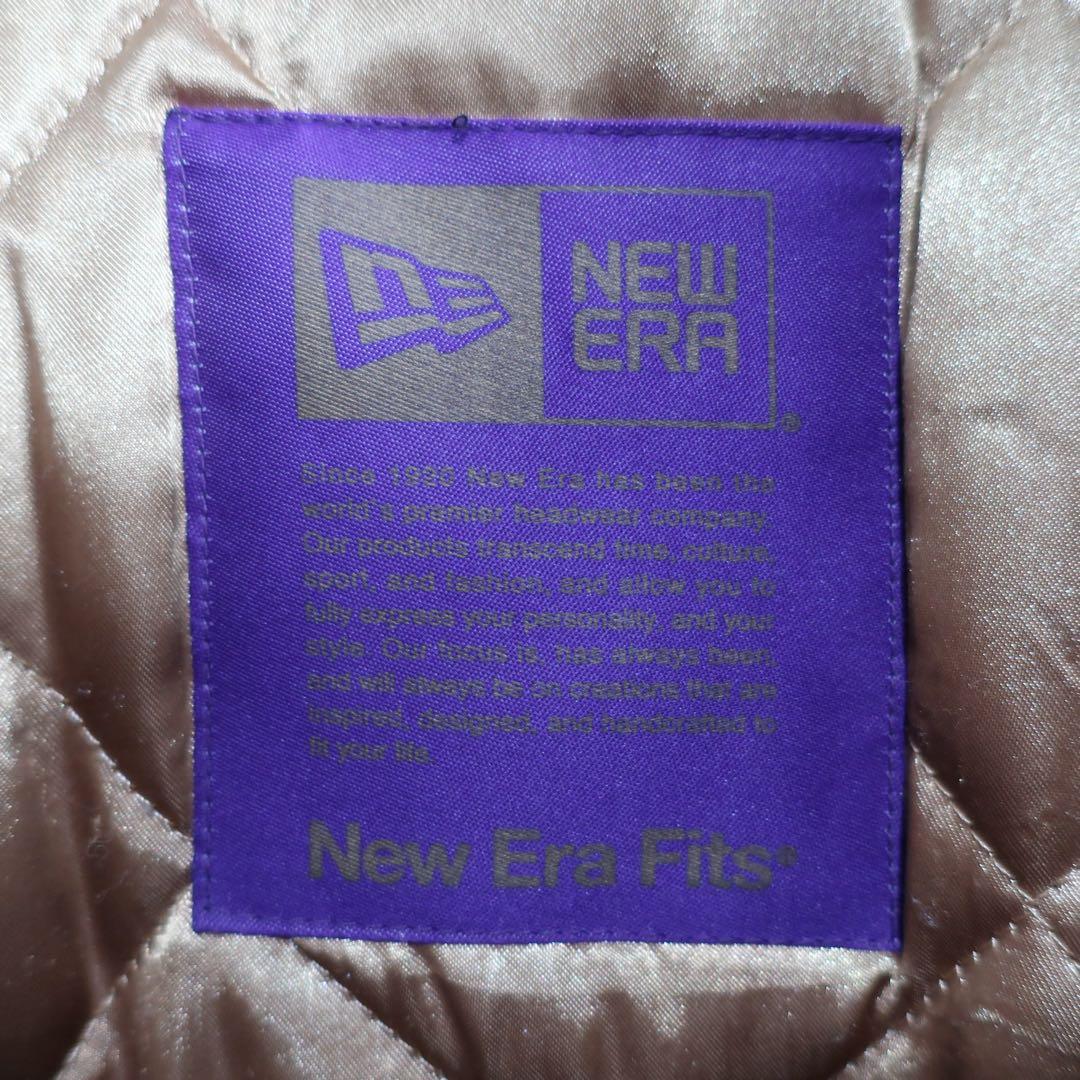 NEW
ERA
®
Since 1920 New Era has been the
world's premier headwear company.
Our products transcend time, culture,
sport, and fashion, and allow you to
fully express your personality, and your
style. Our focus is, has always been,
and will always be on creations that are
inspired, designed, and handcrafted to
fit your life.
New Era Fits®